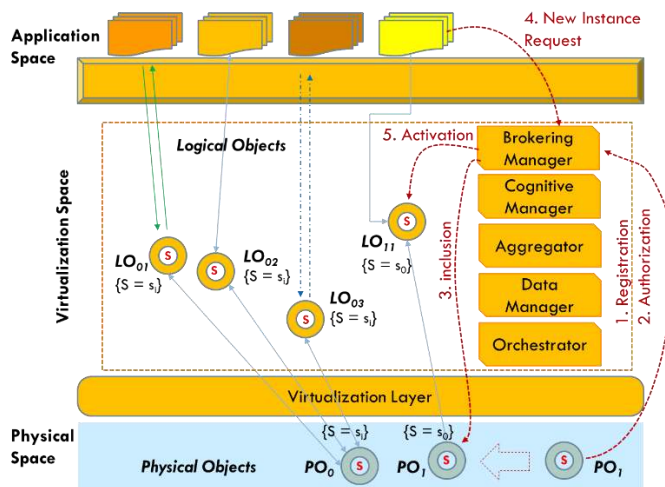 Application
Space
4. New Instance
Request
Virtualization Space
Logical Objects
5. Activation
Brokering
Manager
Cognitive
Manager
Aggregator
Data
Manager
Orchestrator
S
LO01
{S = si}
S
LO02
{S = si}
S
LO03
{S = si}
S
LO11
{S = s0}
3. inclusion
1. Registration
2. Authorization
Virtualization Layer
Physical
Space
Physical Objects
{S = si}
PO0
S
{S = s0}
PO1
S
S
PO1